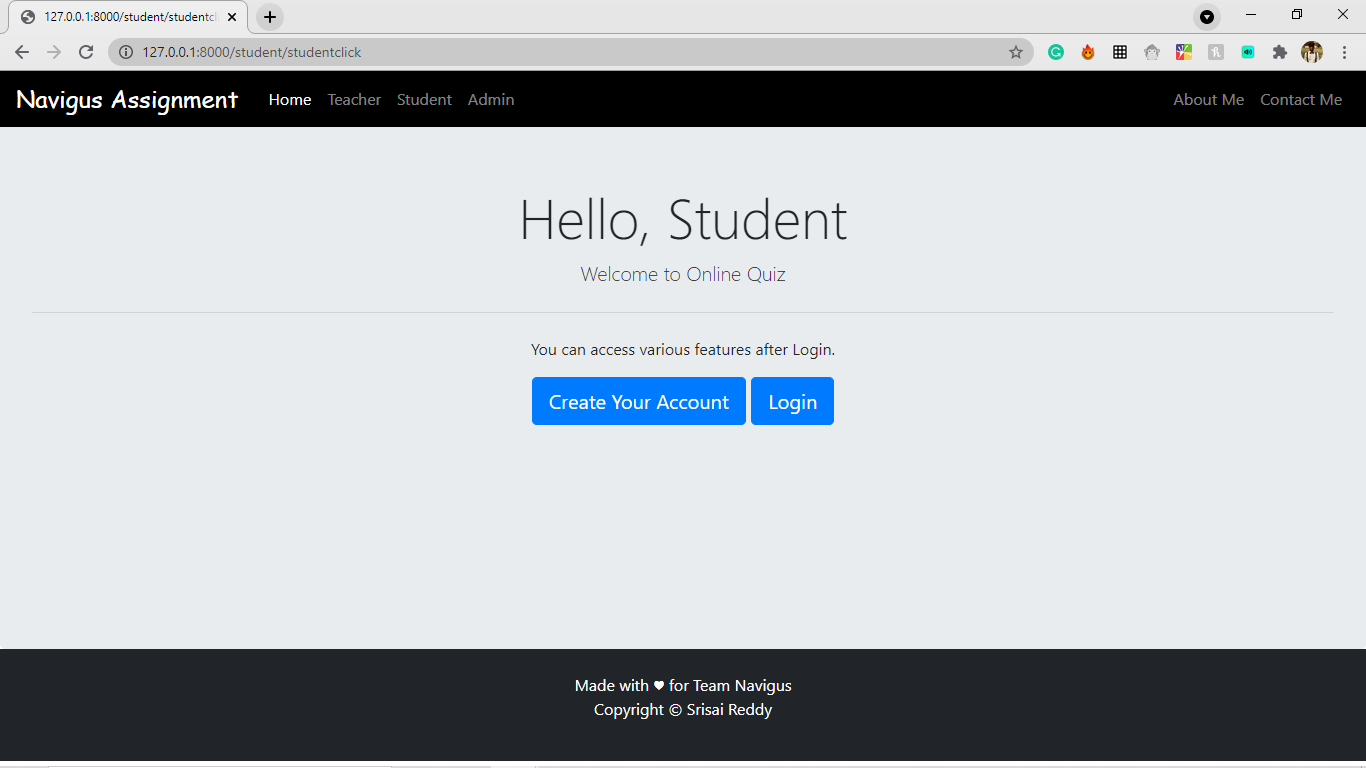 127.0.0.1:8000/student/studentcl
127.0.0.1:8000/student/studentclick
Navigus Assignment Home Teacher Student Admin About Me Contact Me
Hello, Student
Welcome to Online Quiz
You can access various features after Login.
Create Your Account Login
Made with ♥ for Team Navigus
Copyright © Srisai Reddy